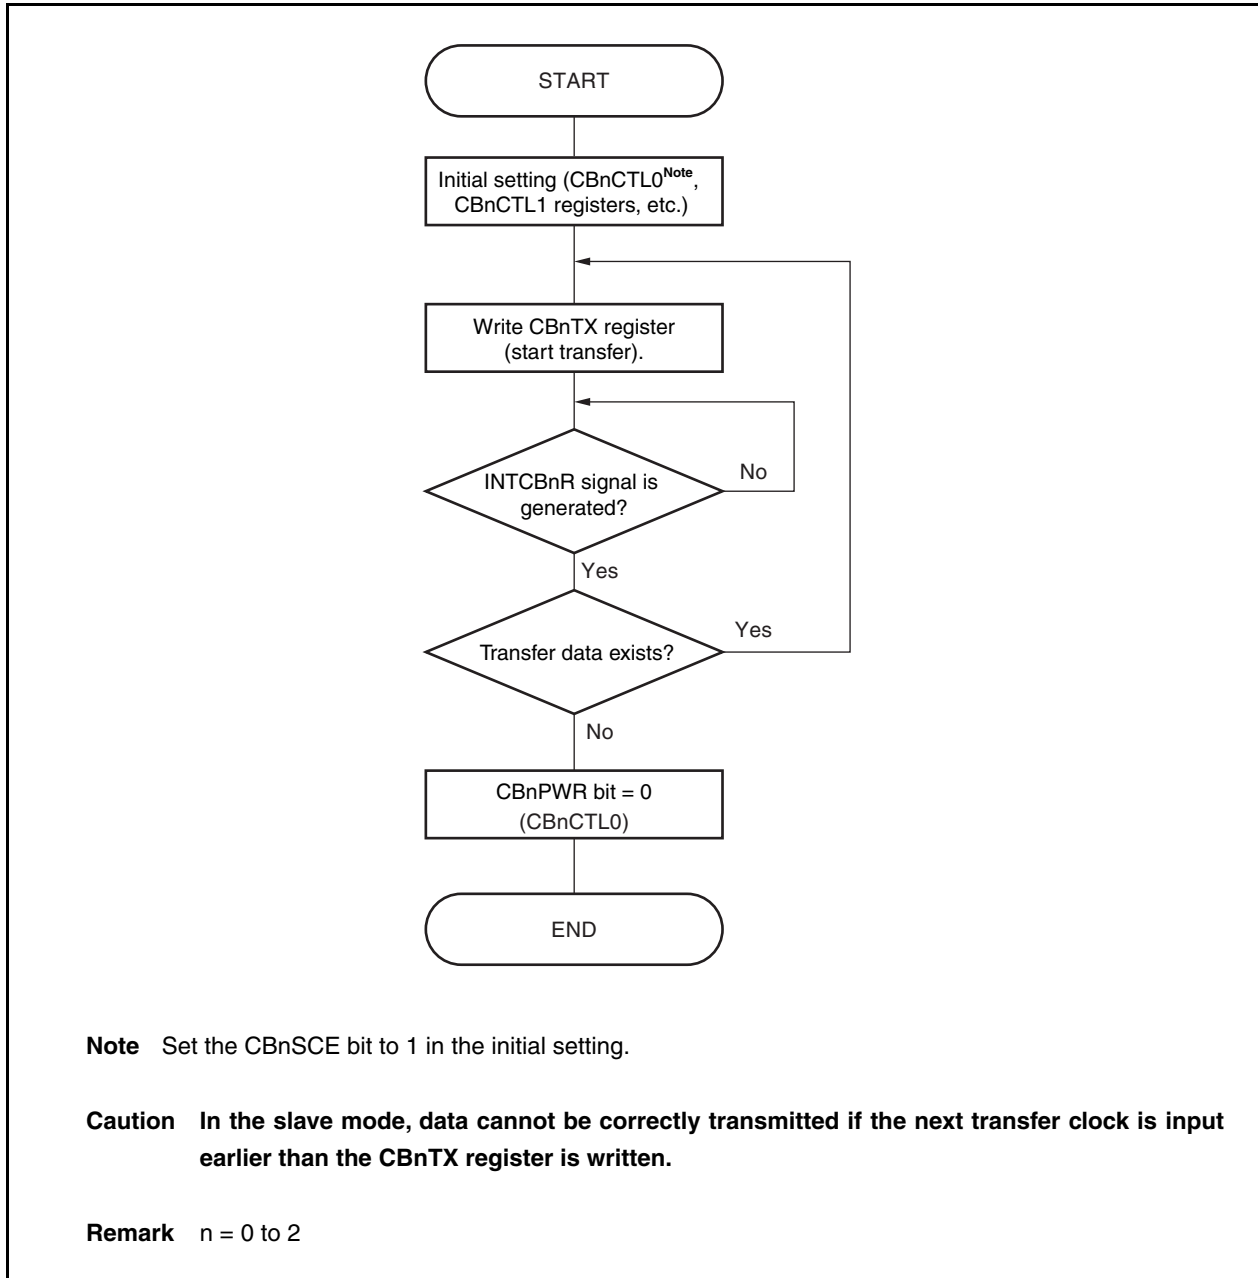 START
Initial setting (CBnCTL0Note,
CBnCTL1 registers, etc.)
Write CBnTX register
(start transfer).
INTCBnR signal is
generated?
No
Yes
Transfer data exists?
Yes
No
CBnPWR bit = 0
(CBnCTL0)
END
Note Set the CBnSCE bit to 1 in the initial setting.
Caution In the slave mode, data cannot be correctly transmitted if the next transfer clock is input
earlier than the CBnTX register is written.
Remark n = 0 to 2